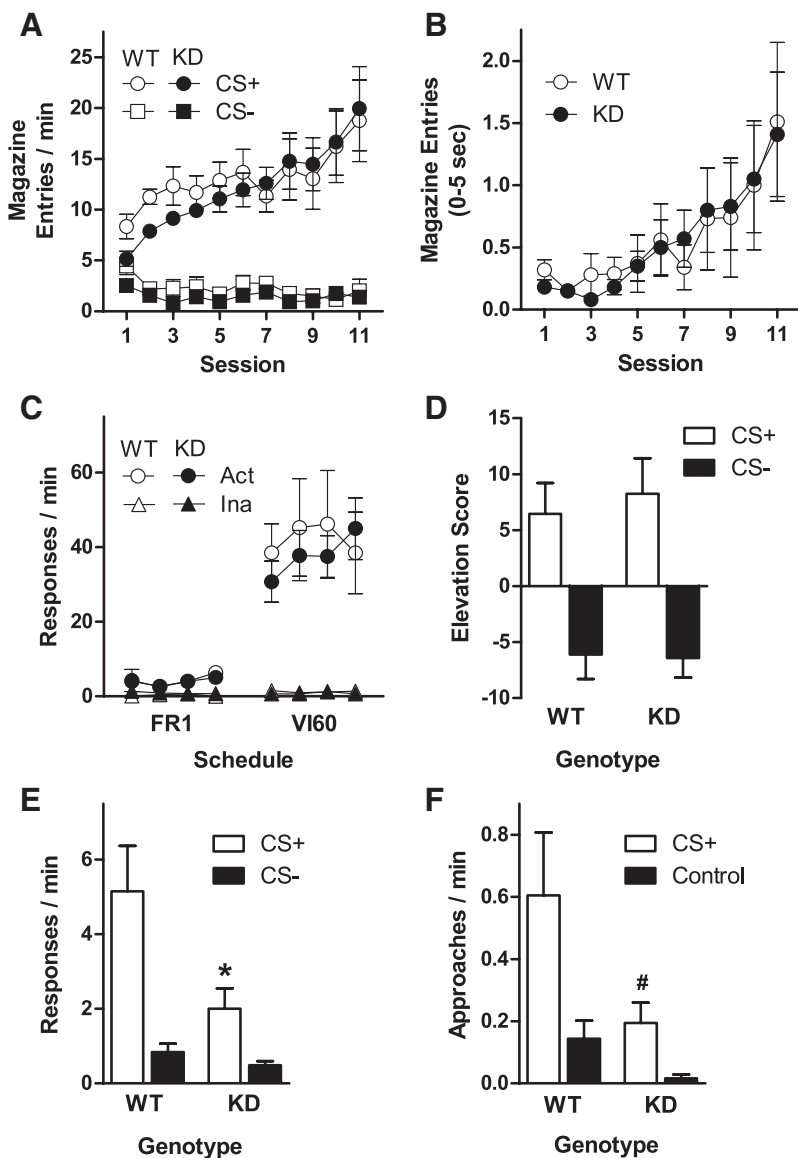 A
WT KD
CS+
CS-
Magazine
Entries / min
25
20
15
10
5
0
1 3 5 7 9 11
Session
B
WT
KD
Magazine Entries
(0-5 sec)
2.0
1.5
1.0
0.5
0.0
1 3 5 7 9 11
Session
C
WT KD
Act
Ina
Responses / min
60
40
20
0
FR1 VI60
Schedule
D
CS+
CS-
Elevation Score
15
10
5
0
-5
-10
WT KD
Genotype
E
CS+
CS-
Responses / min
6
4
2
0
*
WT KD
Genotype
F
CS+
Control
Approaches / min
0.8
0.6
0.4
0.2
0.0
#
WT KD
Genotype